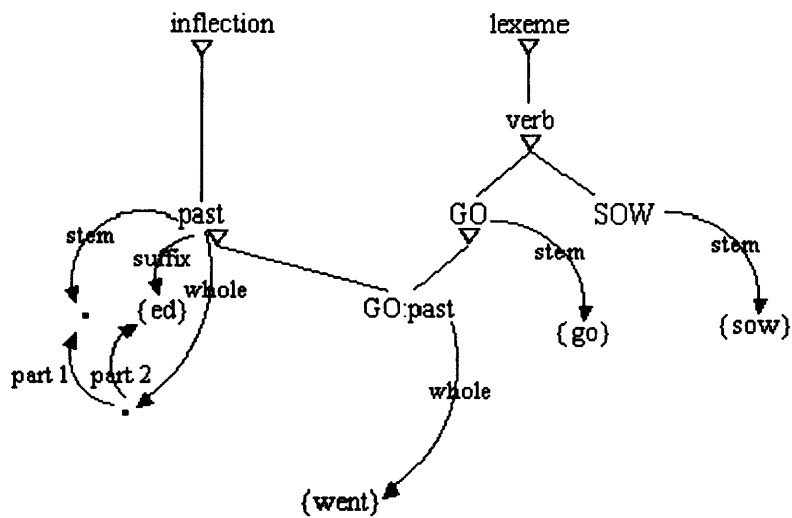 inflection lexeme
verb
past GO SOW
stem suffix stem stem
whole
{ed} GO:past {go} {sow}
part 1 part 2
whole
{went}